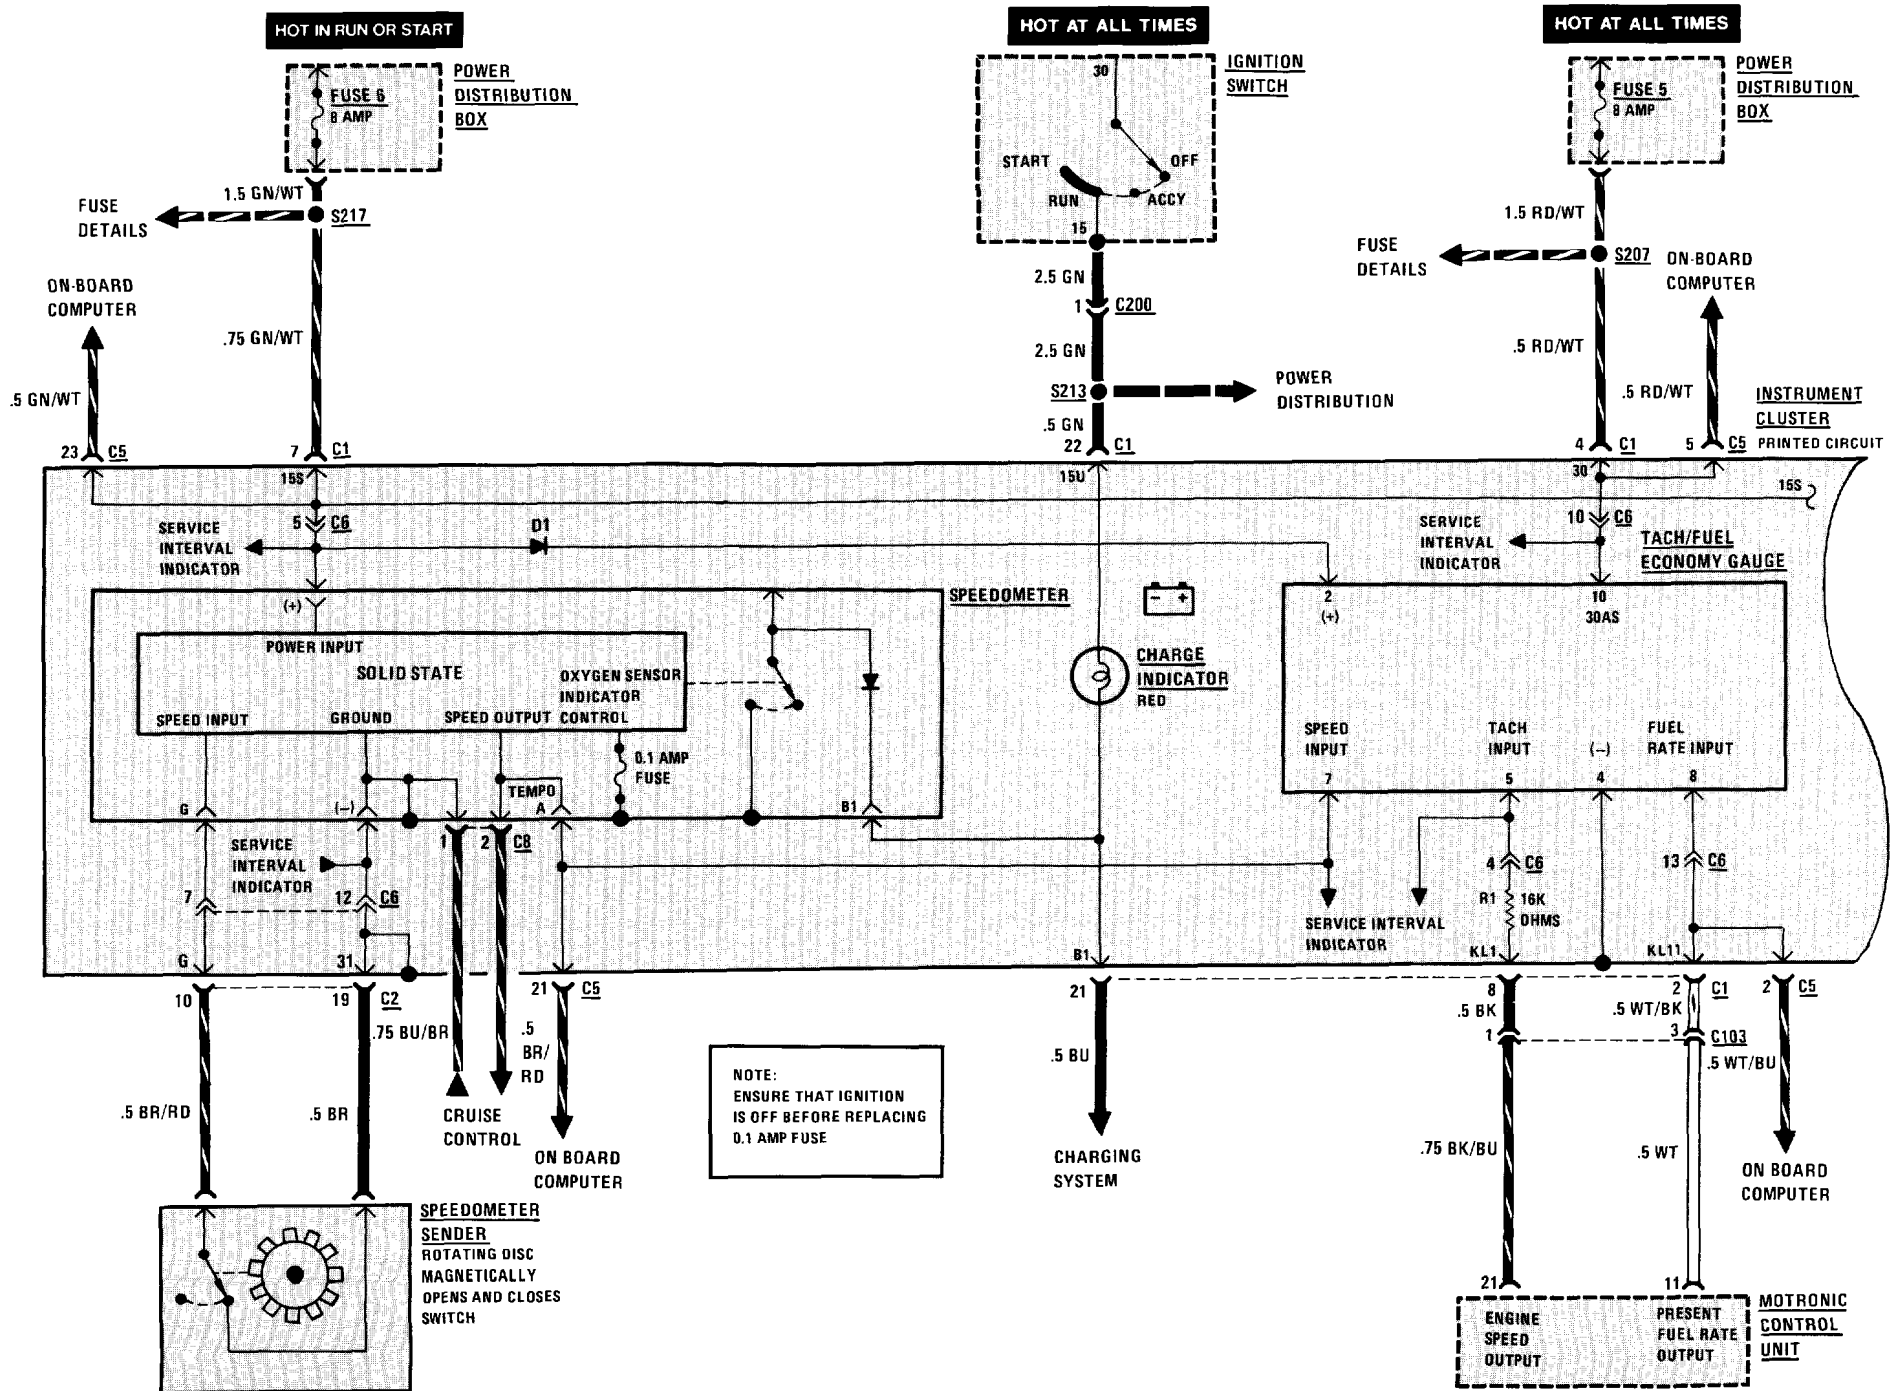 HOT IN RUN OR START
POWER
DISTRIBUTION
BOX
FUSE 6
8 AMP
1.5 GN/WT
S217
FUSE
DETAILS
ON-BOARD
COMPUTER
.75 GN/WT
.5 GN/WT
23
C5
7
C1
HOT AT ALL TIMES
IGNITION
SWITCH
30
START
OFF
RUN
ACCY
15
2.5 GN
1
C200
2.5 GN
S213
POWER
DISTRIBUTION
.5 GN
22
C1
HOT AT ALL TIMES
POWER
DISTRIBUTION
BOX
FUSE 5
8 AMP
1.5 RD/WT
S207
FUSE
DETAILS
ON-BOARD
COMPUTER
.5 RD/WT
.5 RD/WT
4
C1
5
C5
INSTRUMENT
CLUSTER
PRINTED CIRCUIT
15S
15U
30
15S
5
C6
SERVICE
INTERVAL
INDICATOR
D1
10
C6
SERVICE
INTERVAL
INDICATOR
TACH/FUEL
ECONOMY GAUGE
(+)
SPEEDOMETER
POWER INPUT
SOLID STATE
OXYGEN SENSOR
INDICATOR
CONTROL
SPEED INPUT
GROUND
SPEED OUTPUT
0.1 AMP
FUSE
TEMPO
A
G
(−)
B1
- +
CHARGE
INDICATOR
RED
2
(+)
10
30AS
SPEED
INPUT
7
TACH
INPUT
5
(−)
4
FUEL
RATE INPUT
8
SERVICE
INTERVAL
INDICATOR
1
2
C8
7
12
C6
4
C6
13
C6
R1
16K
OHMS
SERVICE INTERVAL
INDICATOR
G
31
B1
KL1
KL11
10
19
C2
21
C5
21
8
2
C1
2
C5
.75 BU/BR
.5
BR/
RD
.5 BR/RD
.5 BR
CRUISE
CONTROL
ON BOARD
COMPUTER
NOTE:
ENSURE THAT IGNITION
IS OFF BEFORE REPLACING
0.1 AMP FUSE
.5 BU
CHARGING
SYSTEM
.5 BK
.5 WT/BK
1
3
C103
.5 WT/BU
.75 BK/BU
.5 WT
ON BOARD
COMPUTER
SPEEDOMETER
SENDER
ROTATING DISC
MAGNETICALLY
OPENS AND CLOSES
SWITCH
21
11
ENGINE
SPEED
OUTPUT
PRESENT
FUEL RATE
OUTPUT
MOTRONIC
CONTROL
UNIT